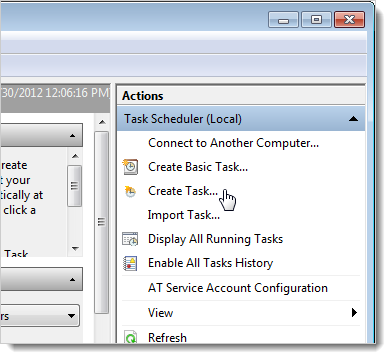 /30/2012 12:06:16 PM
Actions
Task Scheduler (Local)
Connect to Another Computer...
reate
Create Basic Task...
t your
tically at
Create Task...
click a
Import Task...
Display All Running Tasks
Task
Enable All Tasks History
AT Service Account Configuration
rs
View
Refresh